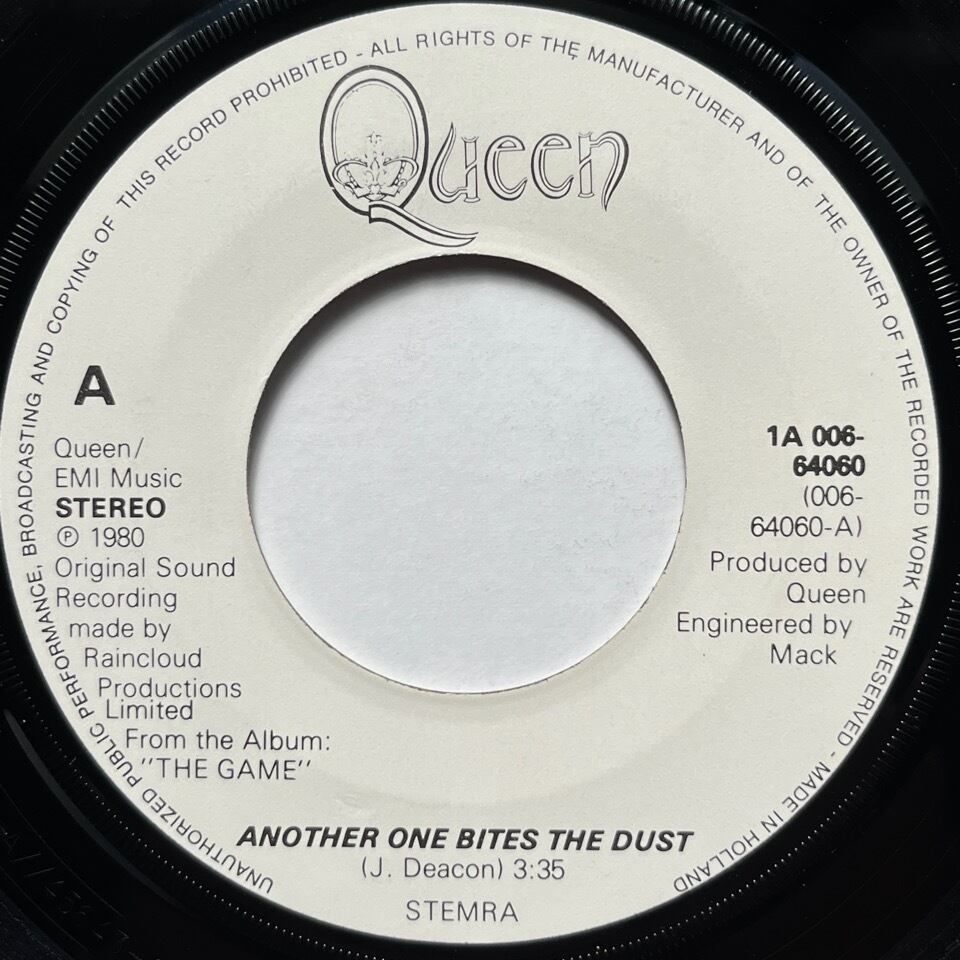 UNAUTHORIZED PUBLIC PERFORMANCE, BROADCASTING AND COPYING OF THIS RECORD PROHIBITED - ALL RIGHTS OF THE MANUFACTURER AND OF THE OWNER OF THE RECORDED WORK ARE RESERVED - MADE IN HOLLAND
Queen
A
Queen/
EMI Music
STEREO
℗ 1980
Original Sound
Recording
made by
Raincloud
Productions
Limited
From the Album:
"THE GAME"
1A 006-
64060
(006-
64060-A)
Produced by
Queen
Engineered by
Mack
ANOTHER ONE BITES THE DUST
(J. Deacon) 3:35
STEMRA